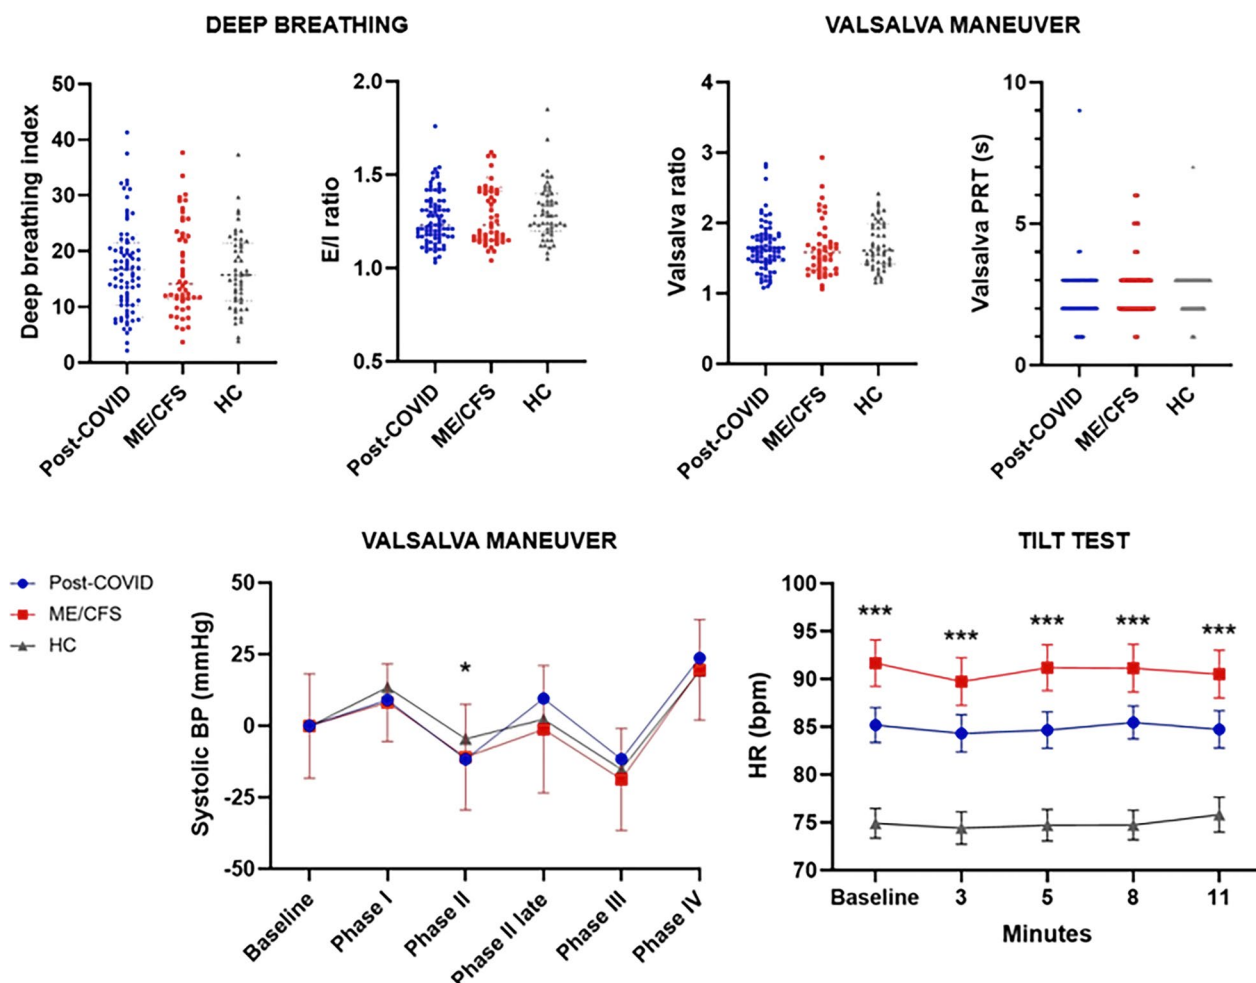 DEEP BREATHING
VALSALVA MANEUVER
Deep breathing index
50
40
30
20
10
0
Post-COVID
ME/CFS
HC
E/I ratio
2.0
1.5
1.0
0.5
Post-COVID
ME/CFS
HC
Valsalva ratio
4
3
2
1
0
Post-COVID
ME/CFS
HC
Valsalva PRT (s)
10
5
0
Post-COVID
ME/CFS
HC
VALSALVA MANEUVER
Post-COVID
ME/CFS
HC
Systolic BP (mmHg)
50
25
0
-25
-50
*
Baseline
Phase I
Phase II
Phase II late
Phase III
Phase IV
TILT TEST
HR (bpm)
100
95
90
85
80
75
70
*** *** *** *** ***
Baseline 3 5 8 11
Minutes